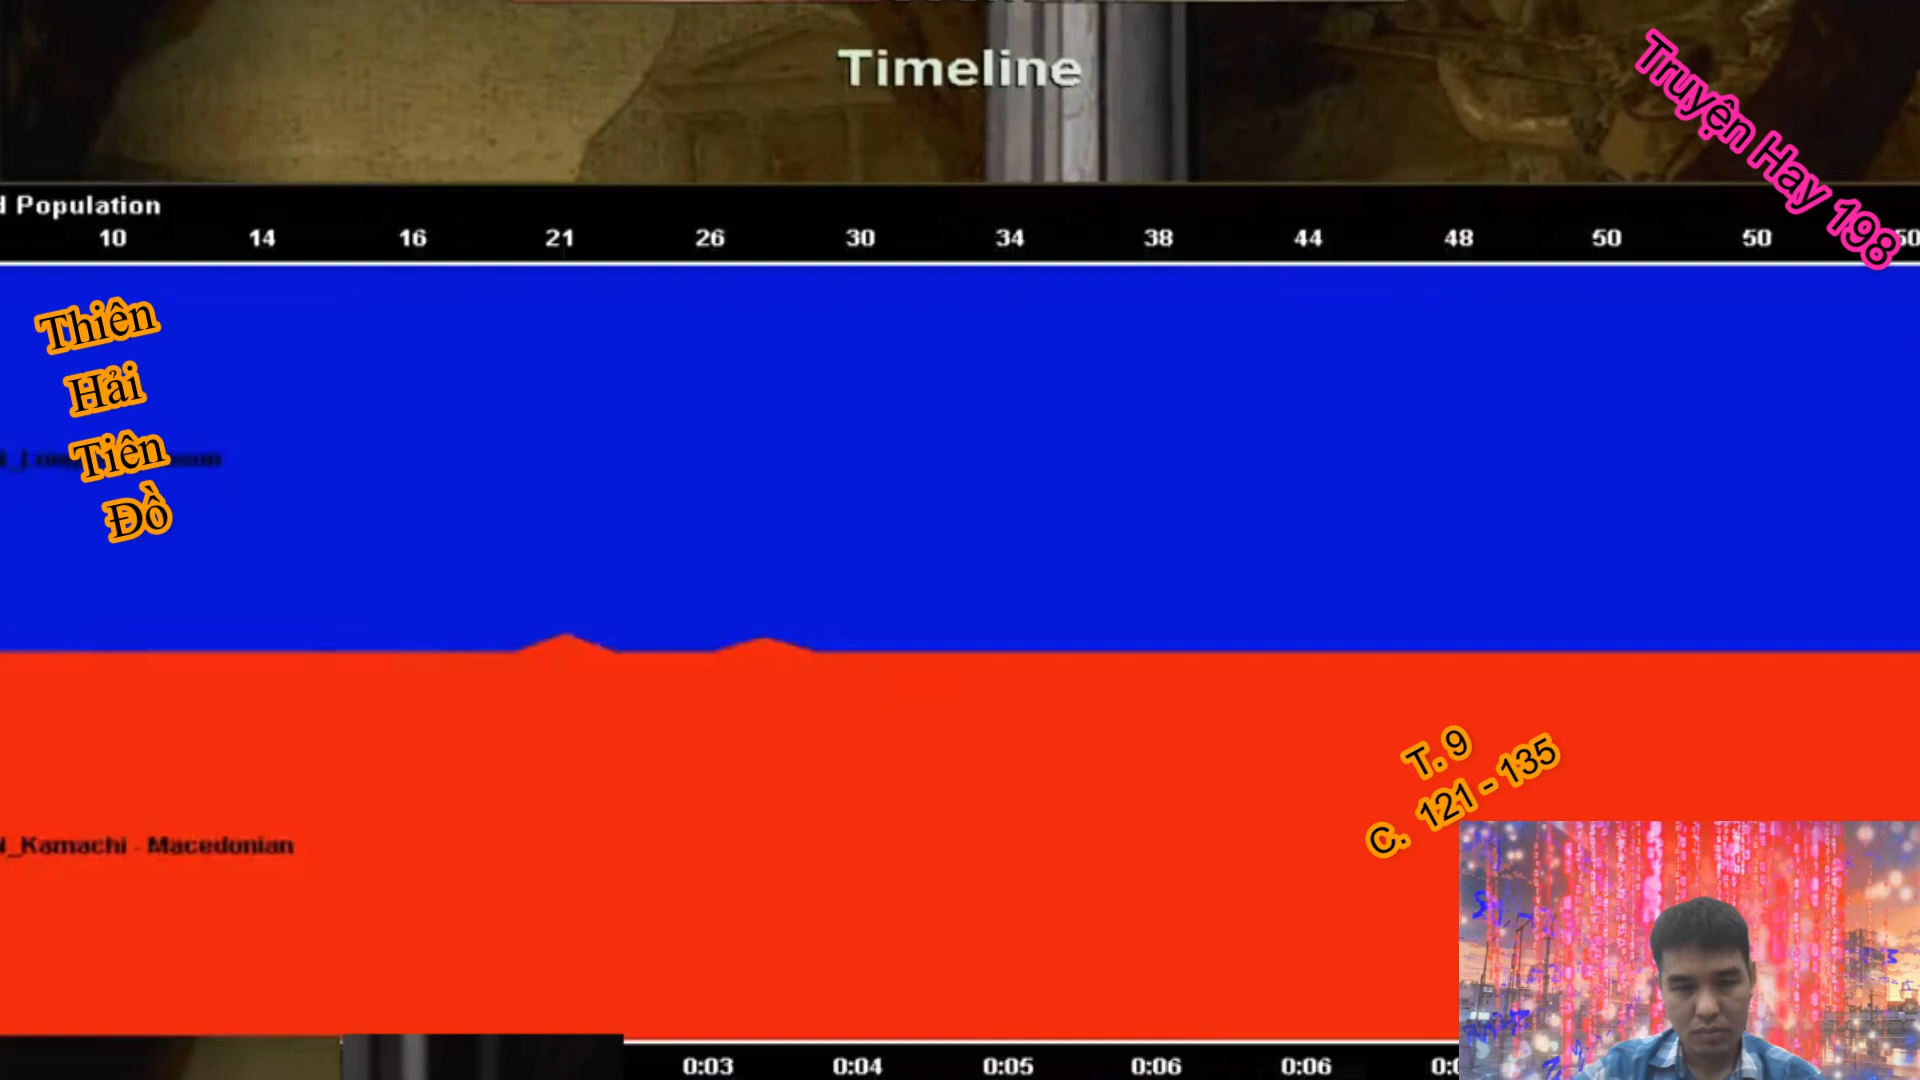 Timeline
Truyện Hay 198
Population
10 14 16 21 26 30 34 38 44 48 50 50
Thiên
Hải
Tiên
Đồ
_Kamachi - Macedonian
T. 9
C. 121 - 135
0:03 0:04 0:05 0:06 0:06